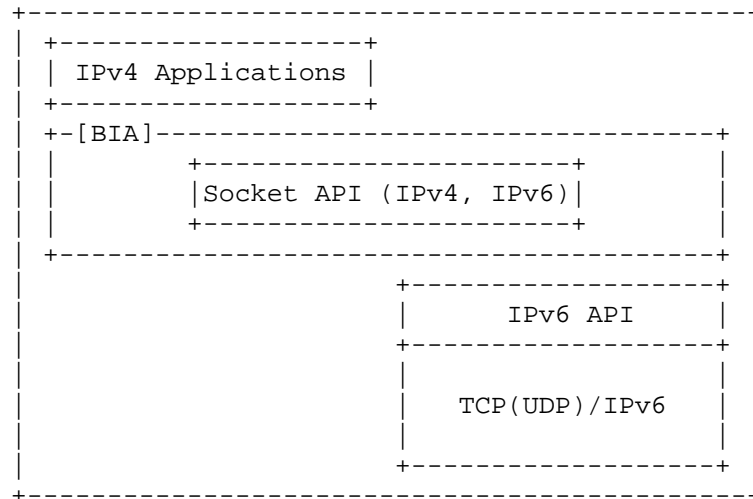 IPv4 Applications
[BIA]
Socket API (IPv4, IPv6)
IPv6 API
TCP(UDP)/IPv6